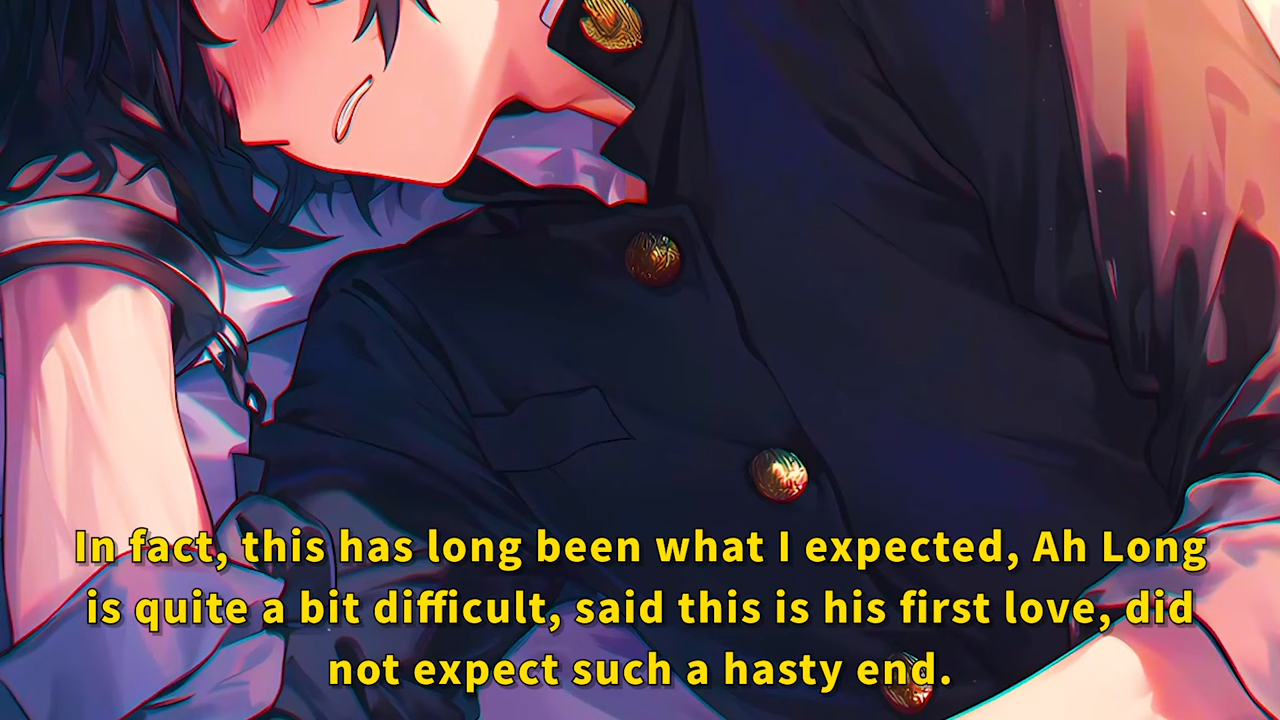 In fact, this has long been what I expected, Ah Long
is quite a bit difficult, said this is his first love, did
not expect such a hasty end.